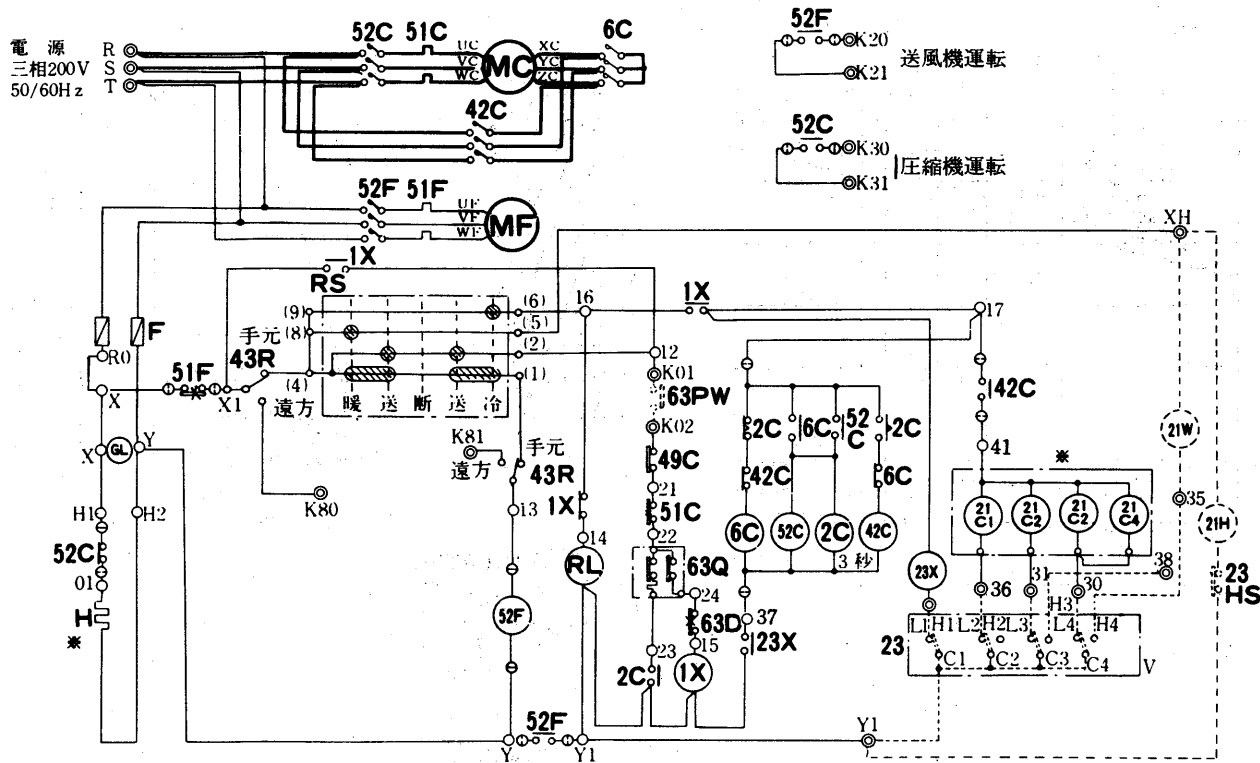 電源
三相200V
50/60Hz
R
S
T
52C 51C
UC
VC
WC
MC
XC
YC
ZC
6C
42C
52F
K20
K21
送風機運転
52C
K30
K31
圧縮機運転
52F 51F
UF
VF
WF
MF
1X
RS
XH
F
R0
X
51F
X1
手元
43R
(4)
遠方
(9)
(8)
(6)
(5)
(2)
(1)
暖 送 断 送 冷
16
1X
17
12
K01
63PW
K02
49C
21
51C
22
63Q
24
63D
15
1X
23
2C
X
GL
Y
H1
H2
52C
01
H
※
K80
K81
遠方
手元
43R
13
52F
1X
14
RL
2C
6C
52C
2C
42C
6C
6C
52C
2C
42C
3秒
37
23X
42C
41
※
21C1
21C2
21C2
21C4
23X
36
31
30
38
H3
21W
35
21H
23HS
23
L1
H1
L2
H2
L3
L4
H4
C1
C2
C3
C4
V
Y
52F
Y1
Y1